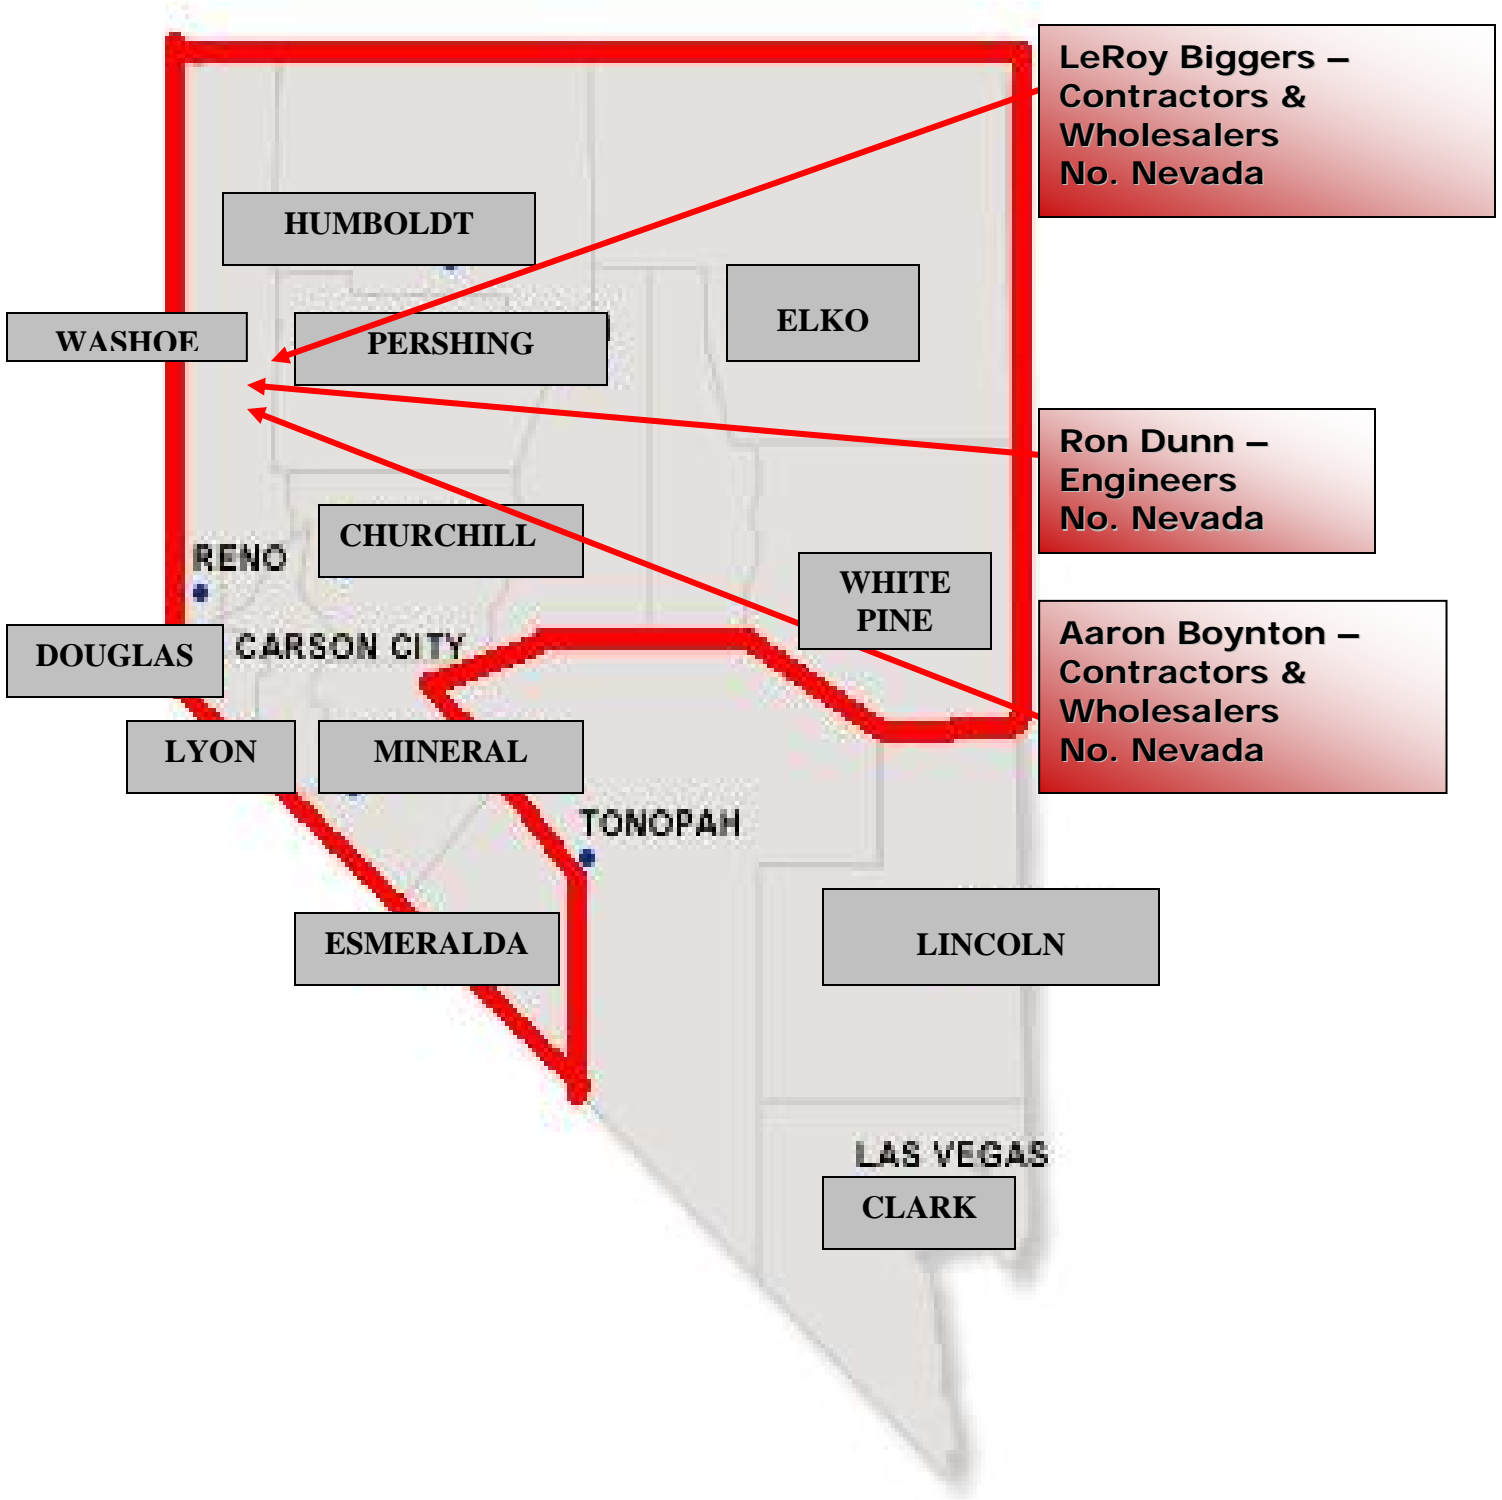 LeRoy Biggers –
Contractors &
Wholesalers
No. Nevada
HUMBOLDT
ELKO
WASHOE
PERSHING
Ron Dunn –
Engineers
No. Nevada
CHURCHILL
RENO
WHITE
PINE
CARSON CITY
DOUGLAS
Aaron Boynton –
Contractors &
Wholesalers
No. Nevada
LYON
MINERAL
TONOPAH
ESMERALDA
LINCOLN
LAS VEGAS
CLARK